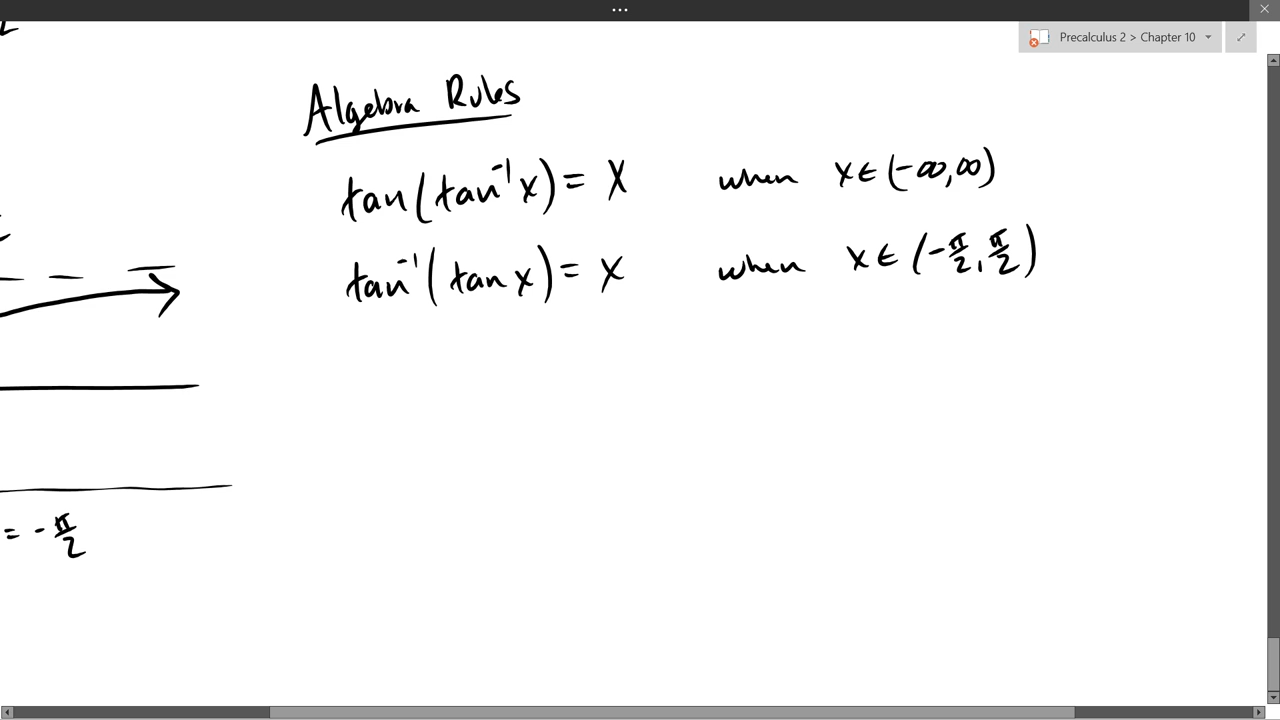 Precalculus 2 > Chapter 10
Algebra Rules
tan(tan⁻¹x) = x when x ∈ (-∞, ∞)
tan⁻¹(tan x) = x when x ∈ (-π/2, π/2)
= -π/2